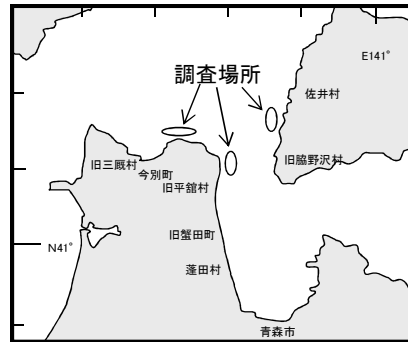 E141°
調査場所
佐井村
旧三厩村
今別町
旧脇野沢村
旧平舘村
旧蟹田町
N41°
蓬田村
青森市